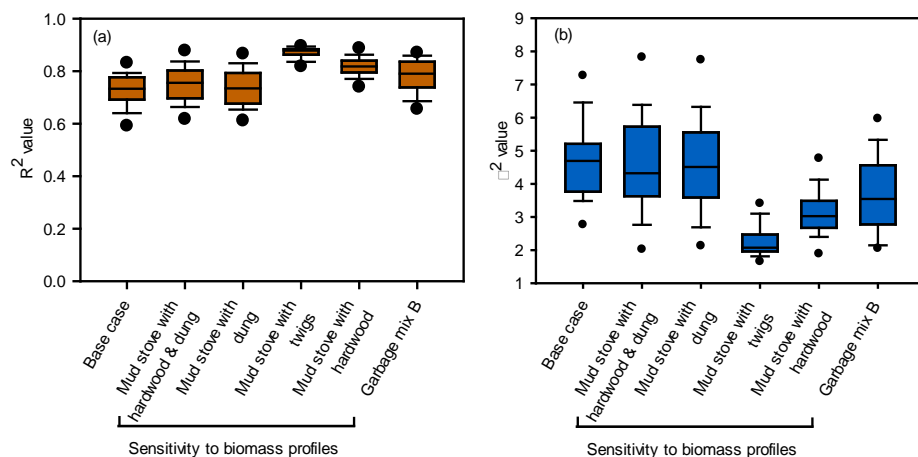 (a)
R² value
1.0
0.8
0.6
0.4
0.2
0.0
Base case
Mud stove with
hardwood & dung
Mud stove with
dung
Mud stove with
twigs
Mud stove with
hardwood
Garbage mix B
Sensitivity to biomass profiles
(b)
□² value
9
8
7
6
5
4
3
2
1
Base case
Mud stove with
hardwood & dung
Mud stove with
dung
Mud stove with
twigs
Mud stove with
hardwood
Garbage mix B
Sensitivity to biomass profiles